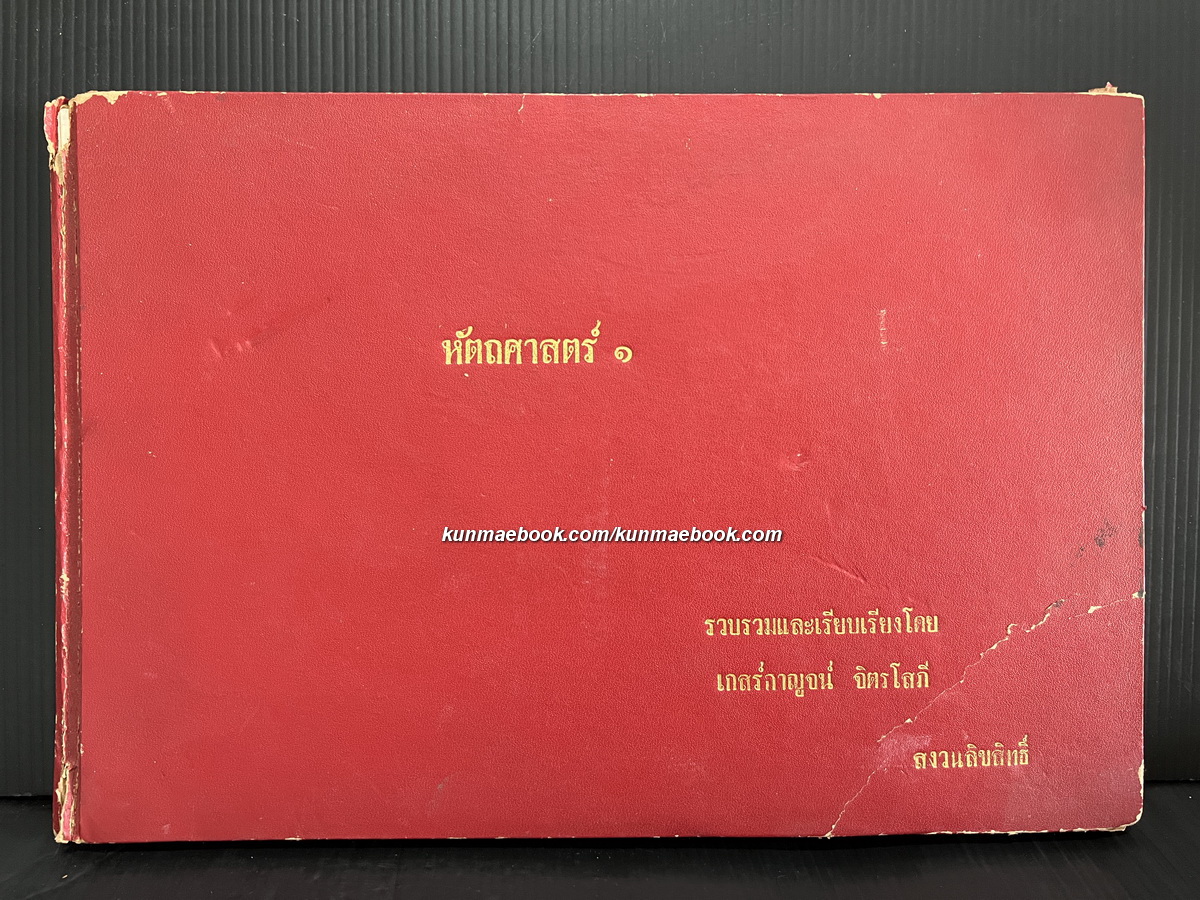 หัตถศาสตร์ ๑
kunmaebook.com/kunmaebook.com
รวบรวมและเรียบเรียงโดย
เกสร์กาญจน์ จิตรโสภี
สงวนลิขสิทธิ์